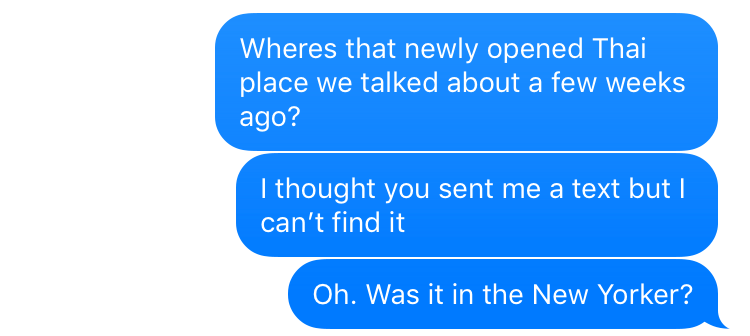 Wheres that newly opened Thai
place we talked about a few weeks
ago?
I thought you sent me a text but I
can’t find it
Oh. Was it in the New Yorker?